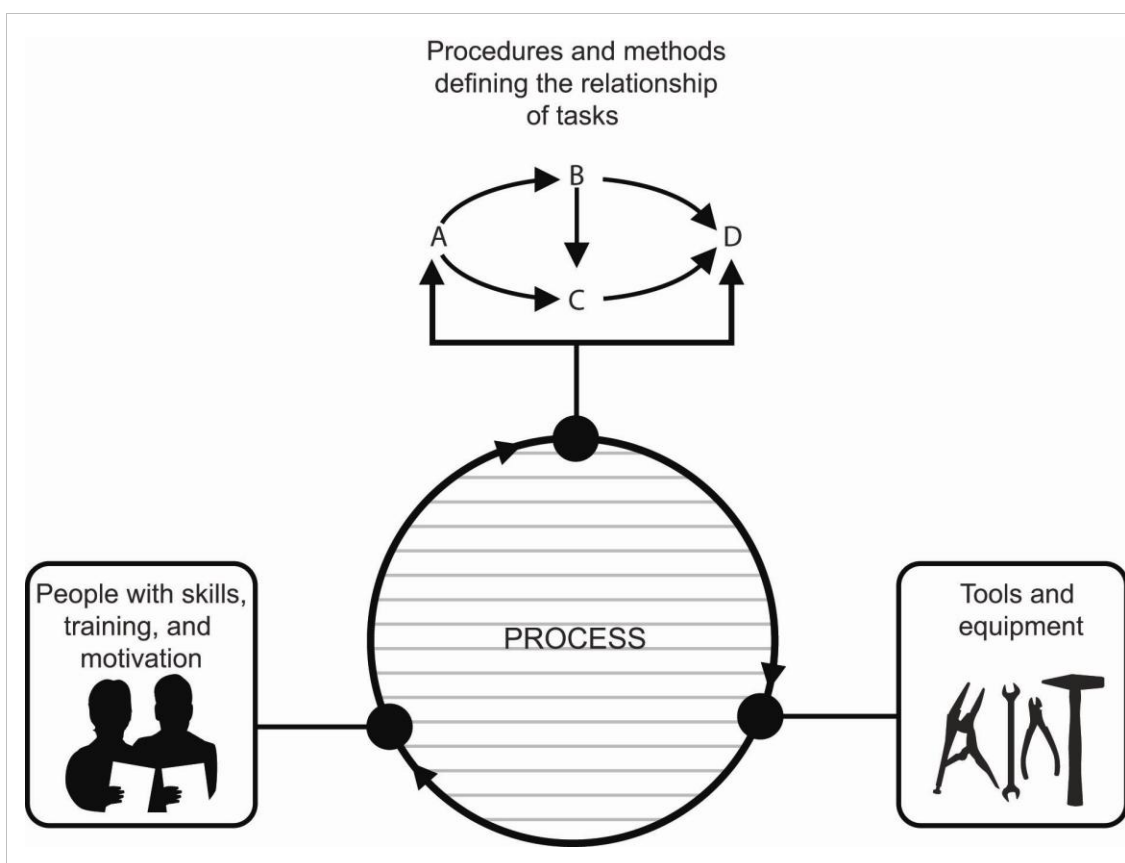 Procedures and methods
defining the relationship
of tasks
B
A
D
C
People with skills,
training, and
motivation
PROCESS
Tools and
equipment